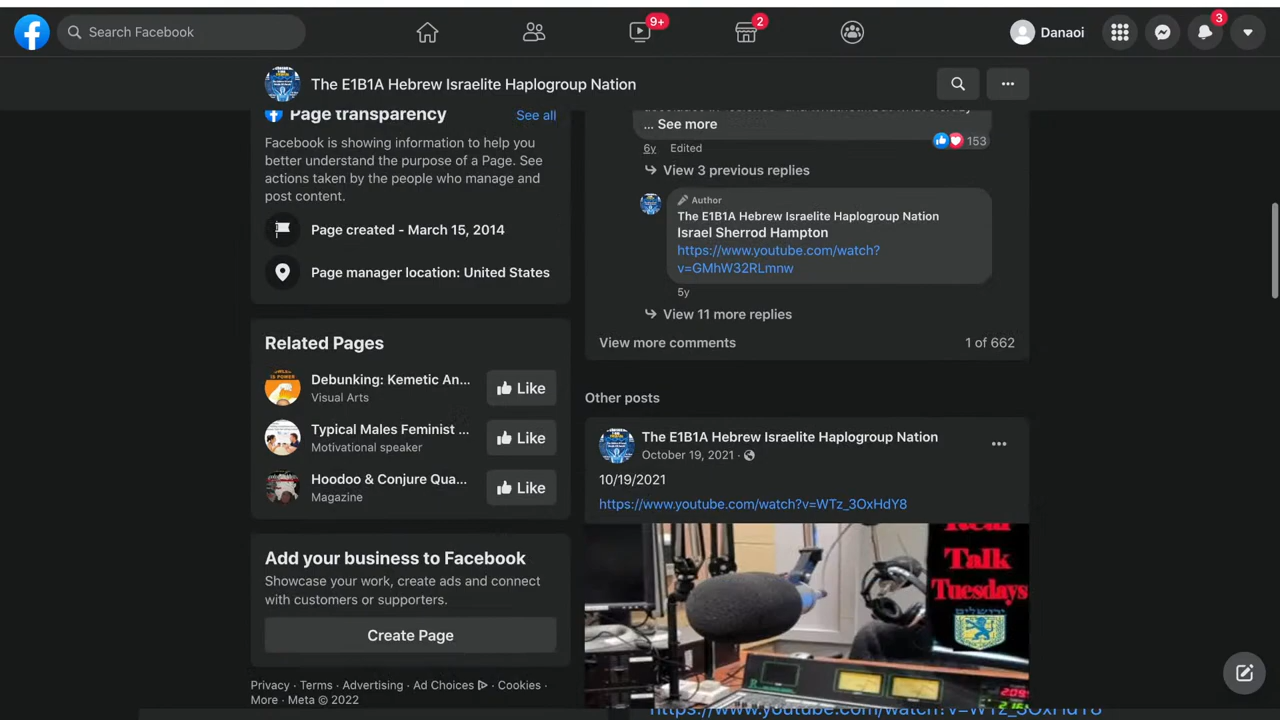 Search Facebook
9+
2
Danaoi
3
The E1B1A Hebrew Israelite Haplogroup Nation
Page transparency
See all
Facebook is showing information to help you
better understand the purpose of a Page. See
actions taken by the people who manage and
post content.
Page created - March 15, 2014
Page manager location: United States
Related Pages
Debunking: Kemetic An...
Visual Arts
Like
Typical Males Feminist ...
Motivational speaker
Like
Hoodoo & Conjure Qua...
Magazine
Like
Add your business to Facebook
Showcase your work, create ads and connect
with customers or supporters.
Create Page
Privacy · Terms · Advertising · Ad Choices · Cookies ·
More · Meta © 2022
... See more
153
6y Edited
View 3 previous replies
Author
The E1B1A Hebrew Israelite Haplogroup Nation
Israel Sherrod Hampton
https://www.youtube.com/watch?
v=GMhW32RLmnw
5y
View 11 more replies
View more comments
1 of 662
Other posts
The E1B1A Hebrew Israelite Haplogroup Nation
October 19, 2021 ·
10/19/2021
https://www.youtube.com/watch?v=WTz_3OxHdY8
Real
Talk
Tuesdays
ירושלים
https://www.youtube.com/watch?v=WTz_3OxHdY8